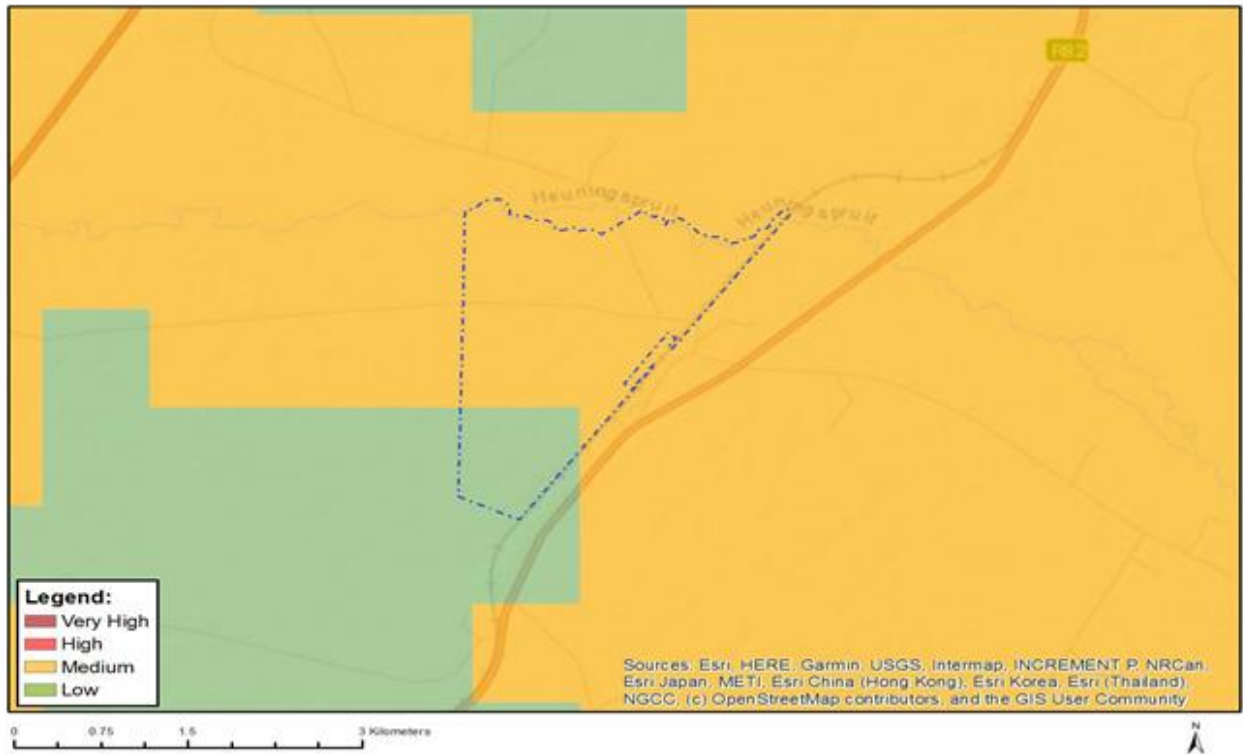 R82
Heuningspruit
Heuningspruit
Legend:
Very High
High
Medium
Low
Sources: Esri, HERE, Garmin, USGS, Intermap, INCREMENT P, NRCan,
Esri Japan, METI, Esri China (Hong Kong), Esri Korea, Esri (Thailand),
NGCC, (c) OpenStreetMap contributors, and the GIS User Community
0 0.75 1.5 3 Kilometers
N